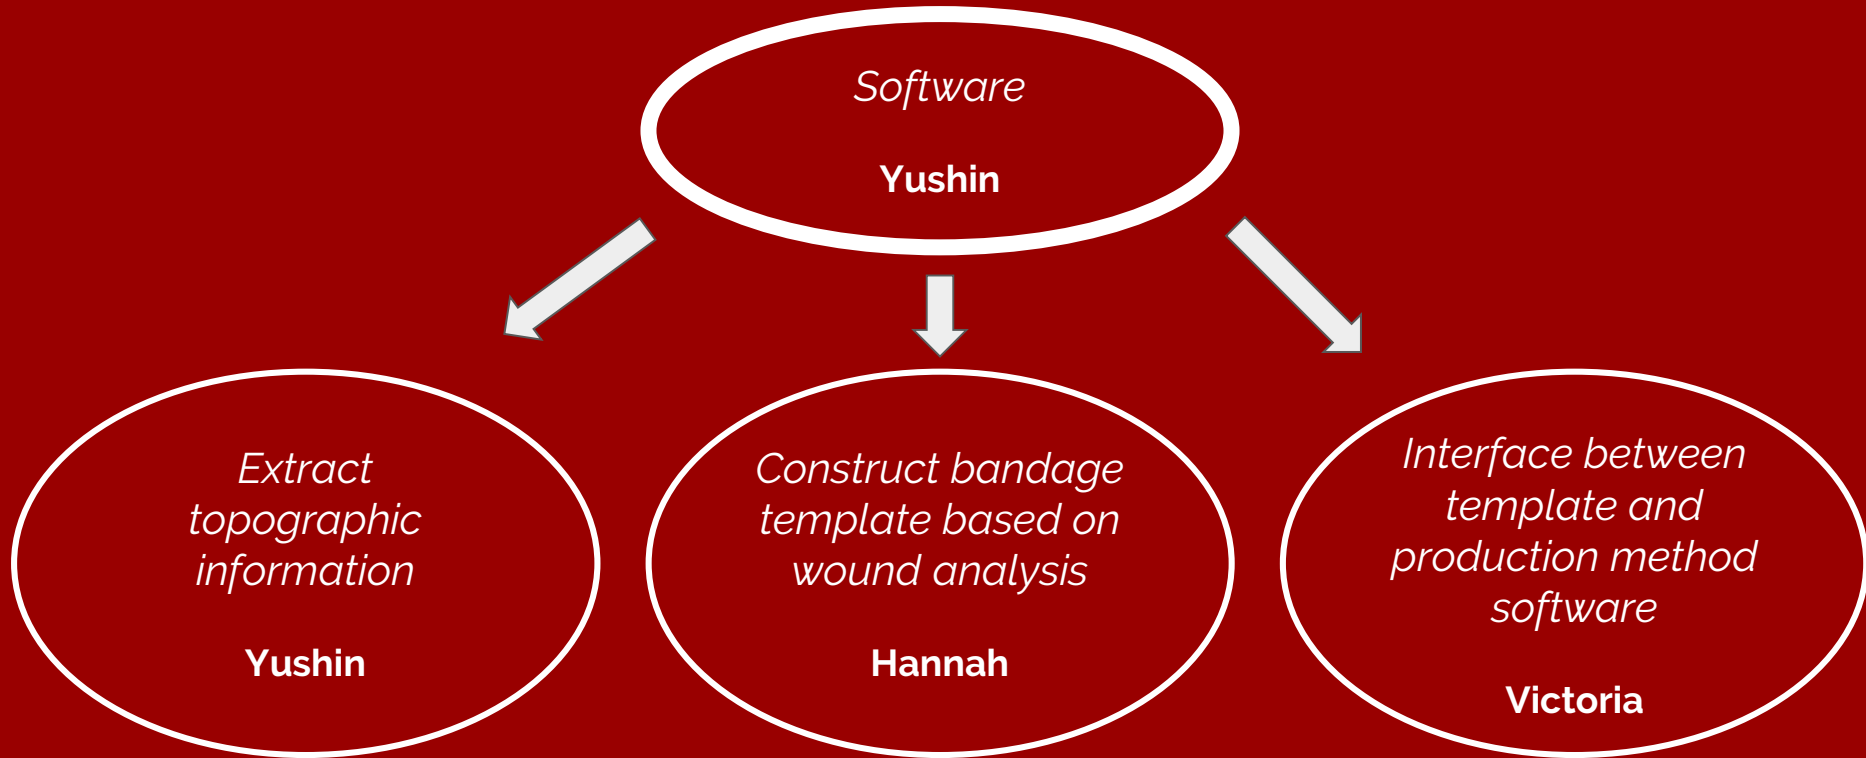 Software
Yushin
Extract
topographic
information
Yushin
Construct bandage
template based on
wound analysis
Hannah
Interface between
template and
production method
software
Victoria